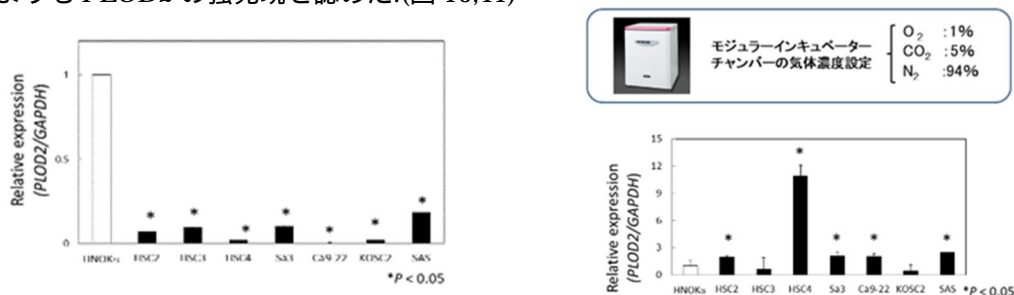 PLOD2 の強発現を認めた.(図 10,11)
Relative expression
(PLOD2/GAPDH)
1
0.5
0
*
*
*
*
*
*
*
HNOKs
HSC2
HSC3
HSC4
Sa3
Ca9-22
KOSC2
SAS
*P < 0.05
モジュラーインキュベーター
チャンバーの気体濃度設定
O2 :1%
CO2 :5%
N2 :94%
Relative expression
(PLOD2/GAPDH)
15
12
9
6
3
0
*
*
*
*
*
HNOKs
HSC2
HSC3
HSC4
Sa3
Ca9-22
KOSC2
SAS
*P < 0.05